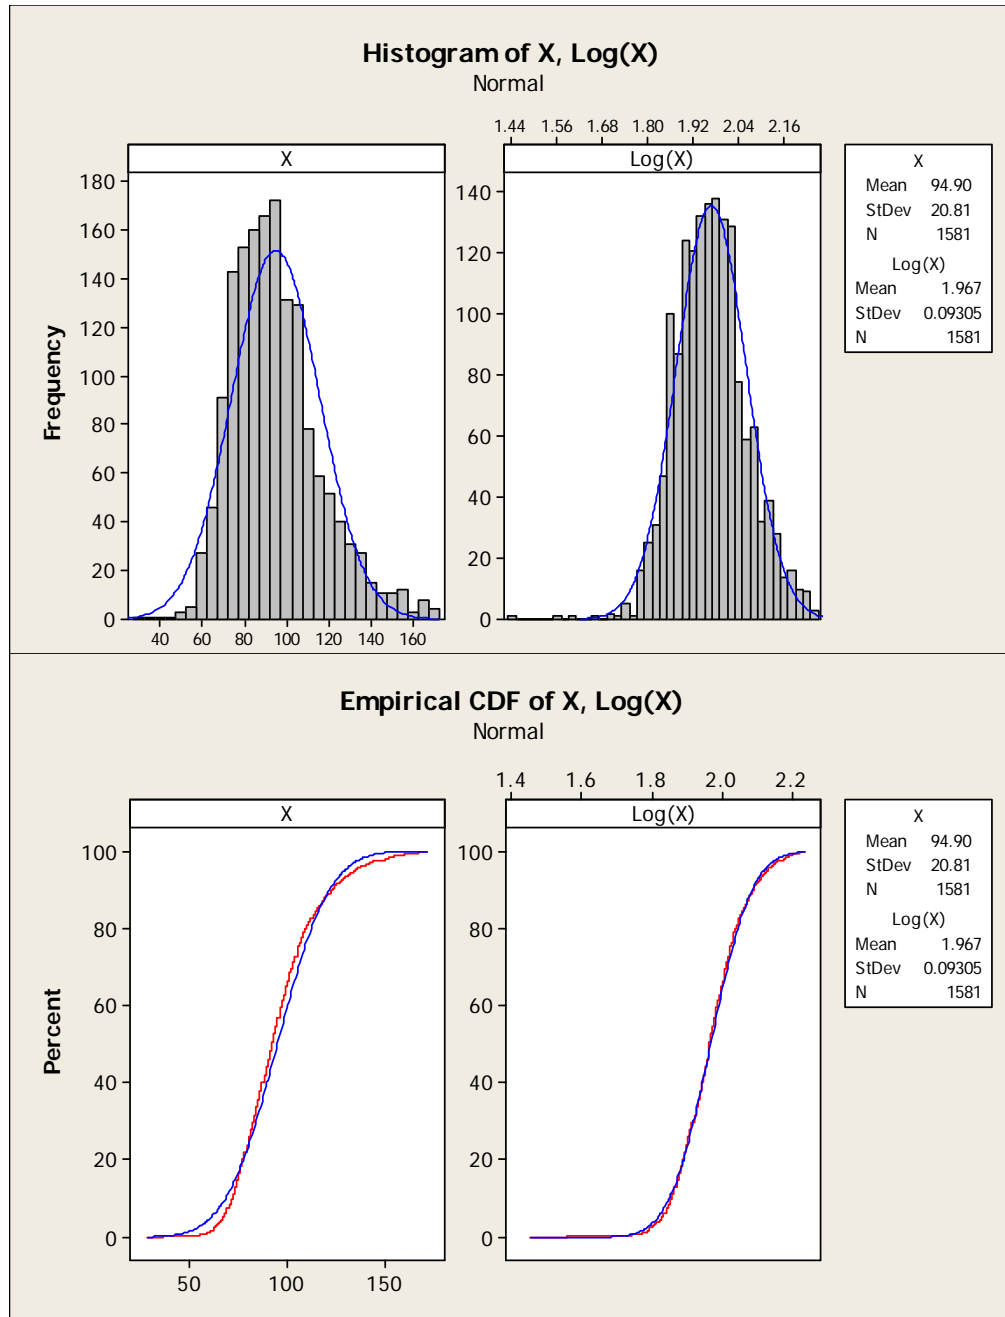 Histogram of X, Log(X)
Normal
1.44 1.56 1.68 1.80 1.92 2.04 2.16
X
Log(X)
Frequency
180
160
140
120
100
80
60
40
20
0
40 60 80 100 120 140 160
140
120
100
80
60
40
20
0
X
Mean 94.90
StDev 20.81
N 1581
Log(X)
Mean 1.967
StDev 0.09305
N 1581
Empirical CDF of X, Log(X)
Normal
1.4 1.6 1.8 2.0 2.2
X
Log(X)
Percent
100
80
60
40
20
0
50 100 150
100
80
60
40
20
0
X
Mean 94.90
StDev 20.81
N 1581
Log(X)
Mean 1.967
StDev 0.09305
N 1581